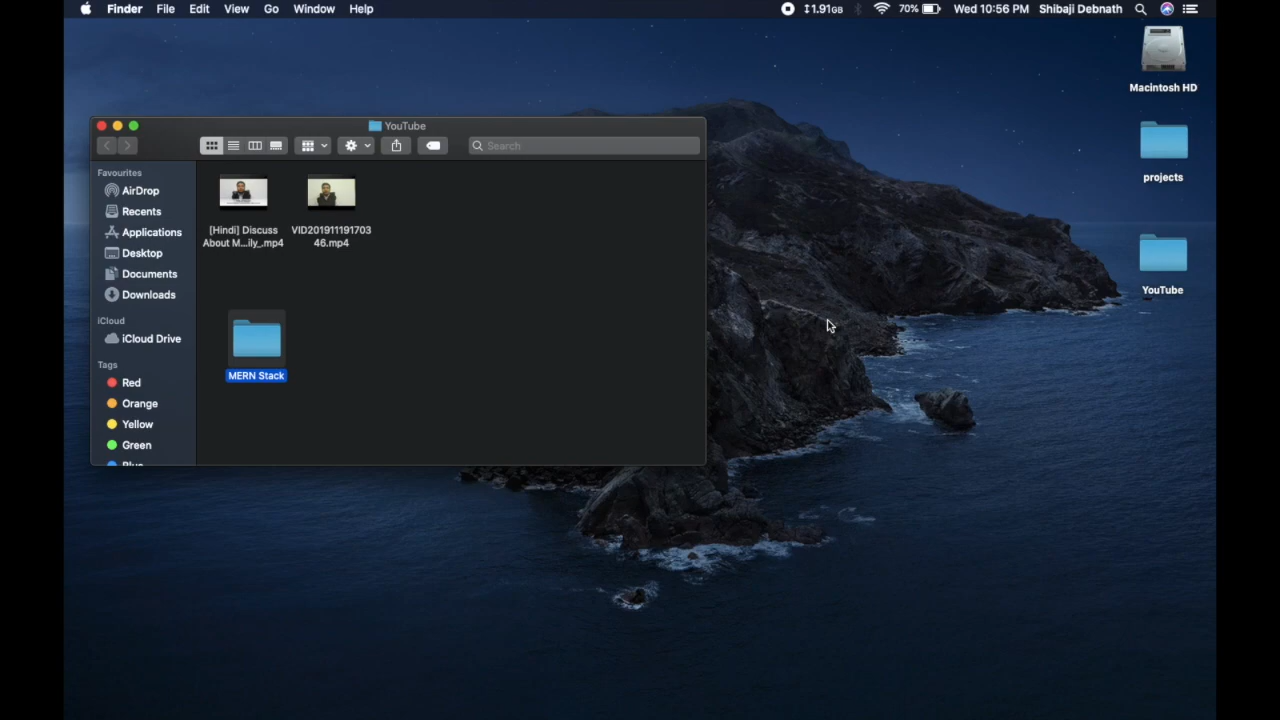 Finder File Edit View Go Window Help
1.91GB 70% Wed 10:56 PM Shibaji Debnath
Macintosh HD
projects
YouTube
YouTube
Search
Favourites
AirDrop
Recents
Applications
Desktop
Documents
Downloads
iCloud
iCloud Drive
Tags
Red
Orange
Yellow
Green
Blue
[Hindi] Discuss
About M...ily_.mp4
VID201911191703
46.mp4
MERN Stack